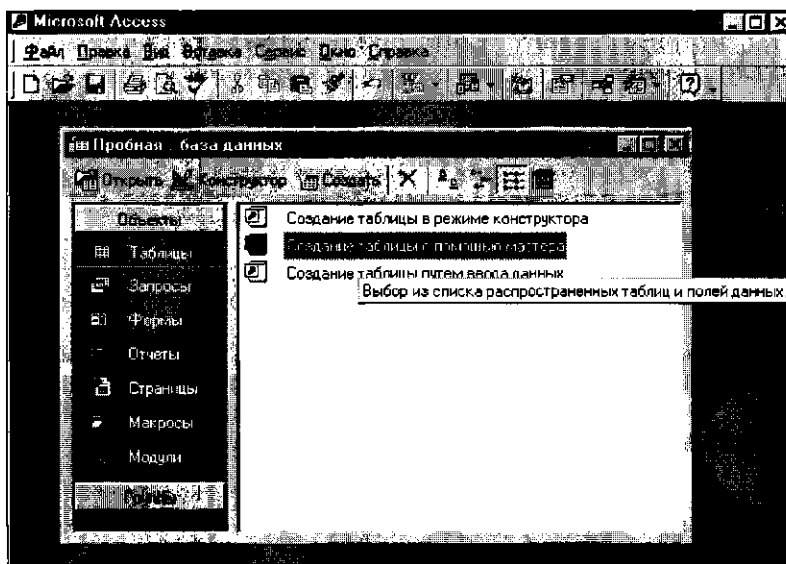 Microsoft Access
Файл Правка Вид Вставка Сервис Окно Справка
Пробная : база данных
Открыть Конструктор Создать
Объекты
Таблицы
Запросы
Формы
Отчеты
Страницы
Макросы
Модули
Создание таблицы в режиме конструктора
Создание таблицы с помощью мастера
Создание таблицы путем ввода данных
Выбор из списка распространенных таблиц и полей данных